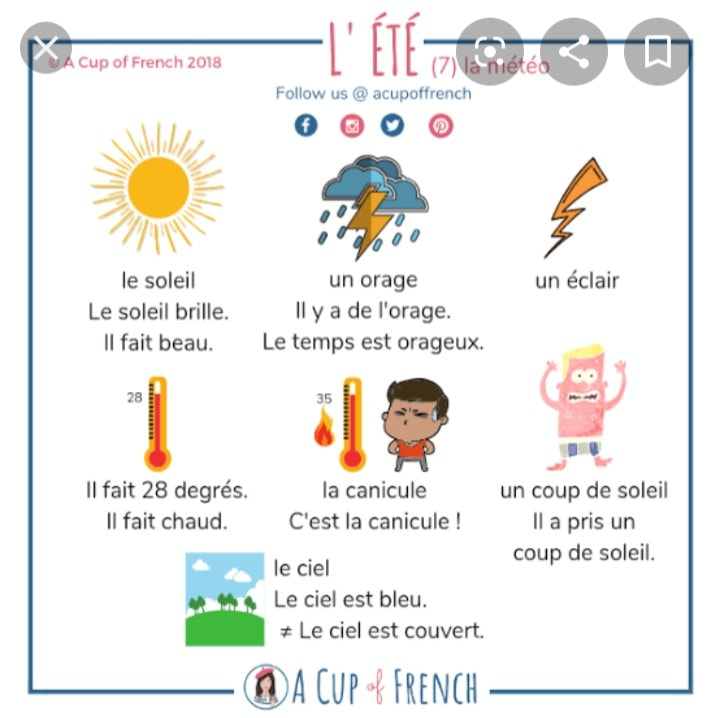 L' ÉTÉ (7) la météo
© A Cup of French 2018
Follow us @ acupoffrench
le soleil
Le soleil brille.
Il fait beau.
un orage
Il y a de l'orage.
Le temps est orageux.
un éclair
28
Il fait 28 degrés.
Il fait chaud.
35
la canicule
C'est la canicule !
un coup de soleil
Il a pris un
coup de soleil.
le ciel
Le ciel est bleu.
≠ Le ciel est couvert.
A CUP of FRENCH